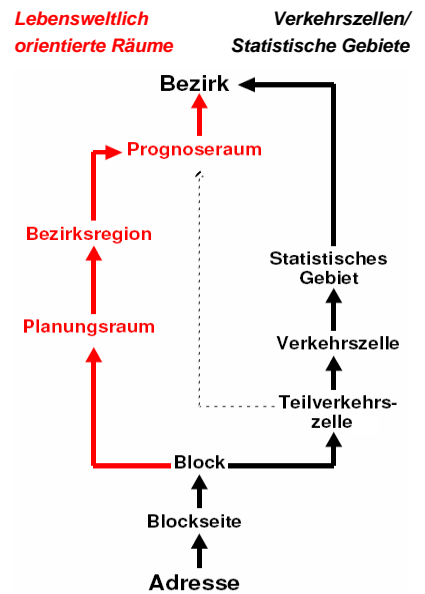 Lebensweltlich
orientierte Räume
Verkehrszellen/
Statistische Gebiete
Bezirk
Prognoseraum
Bezirksregion
Statistisches
Gebiet
Planungsraum
Verkehrszelle
Teilverkehrs-
zelle
Block
Blockseite
Adresse